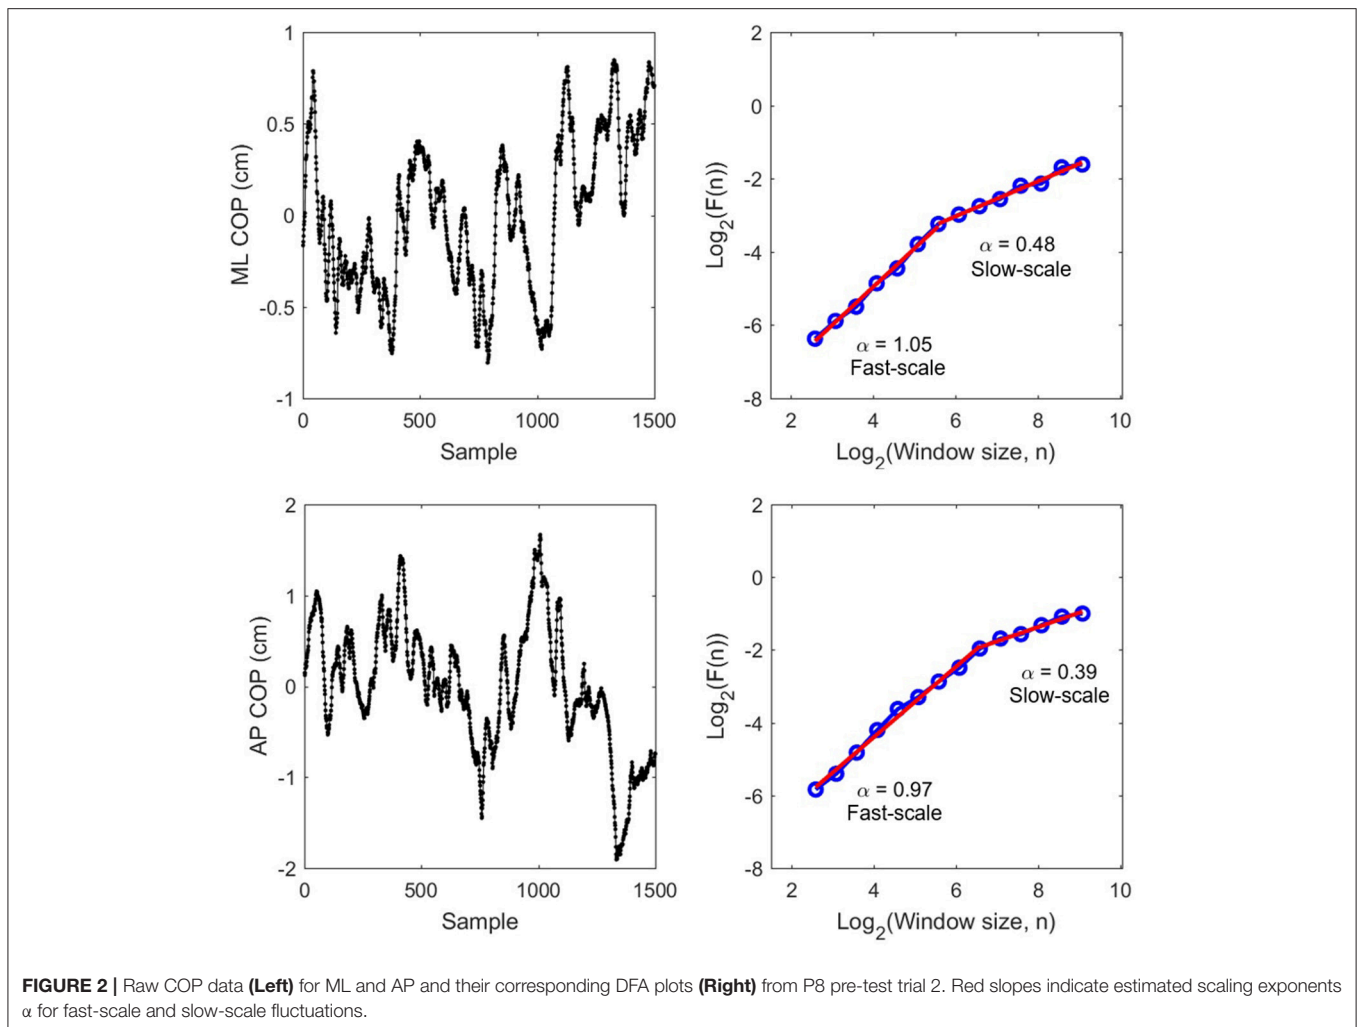 1
0.5
0
-0.5
-1
ML COP (cm)
0
500
1000
1500
Sample
2
0
-2
-4
-6
-8
Log2(F(n))
α = 0.48
Slow-scale
α = 1.05
Fast-scale
2
4
6
8
10
Log2(Window size, n)
2
1
0
-1
-2
AP COP (cm)
0
500
1000
1500
Sample
2
0
-2
-4
-6
-8
Log2(F(n))
α = 0.39
Slow-scale
α = 0.97
Fast-scale
2
4
6
8
10
Log2(Window size, n)
FIGURE 2 | Raw COP data (Left) for ML and AP and their corresponding DFA plots (Right) from P8 pre-test trial 2. Red slopes indicate estimated scaling exponents
α for fast-scale and slow-scale fluctuations.